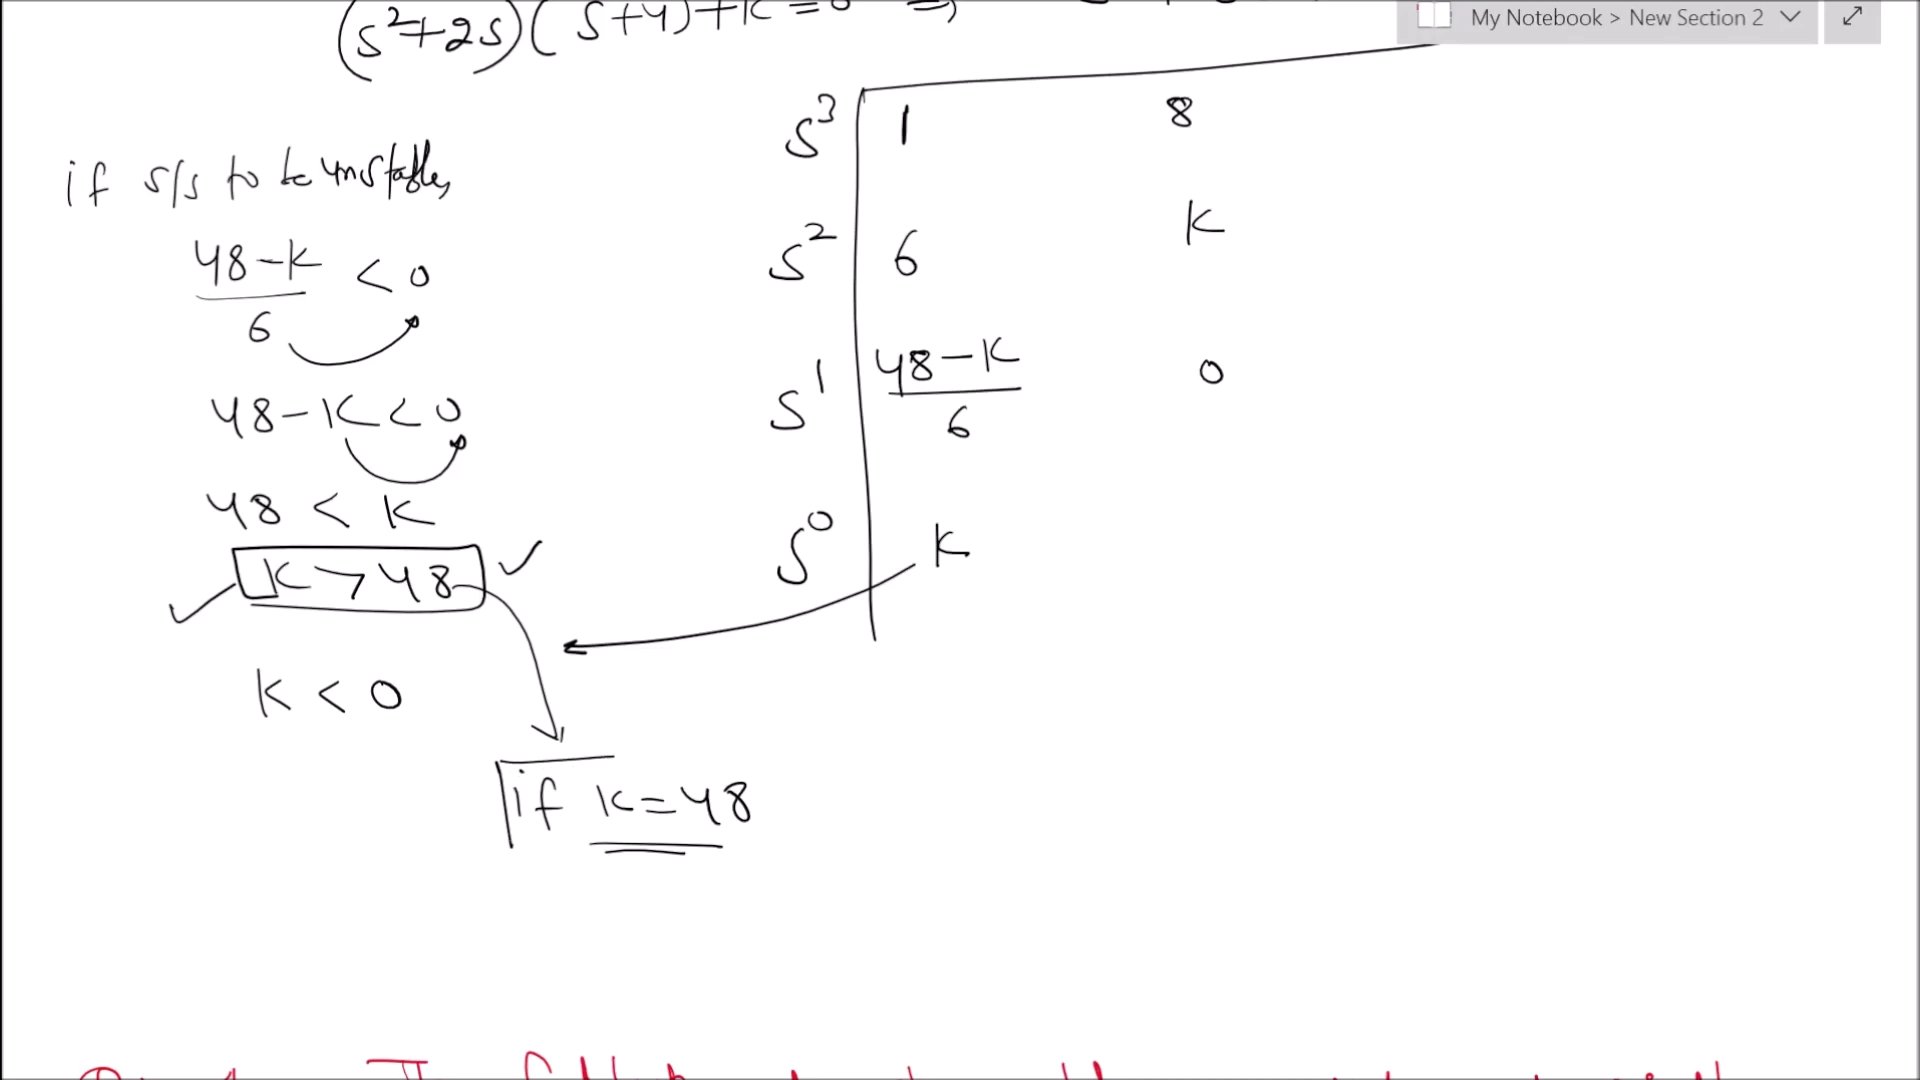 (s²+2s)(s+4)+K=0 ⇒
My Notebook > New Section 2
s³ 1 8
if s/s to be unstable,
s² 6 K
48-K/6 < 0
s¹ 48-K/6 0
48-K<0
48 < K
s⁰ K
K>48 ✓
K < 0
if K=48